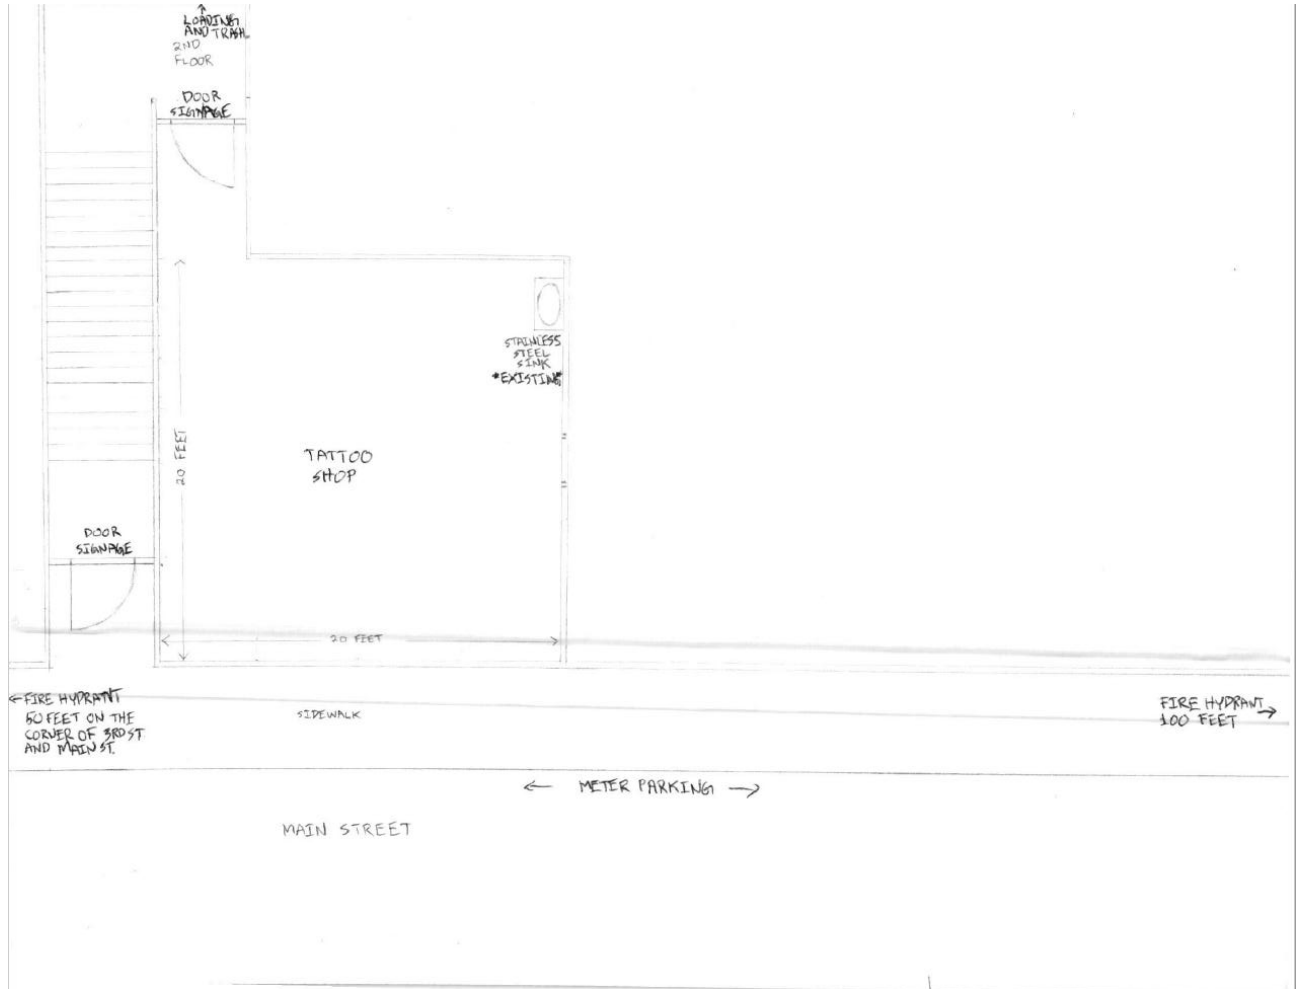 LOADING
AND TRASH
2ND
FLOOR
DOOR
SIGNAGE
STAINLESS
STEEL
SINK
*EXISTING*
20 FEET
TATTOO
SHOP
DOOR
SIGNAGE
20 FEET
FIRE HYDRANT
50 FEET ON THE
CORNER OF 3RD ST.
AND MAIN ST.
SIDEWALK
FIRE HYDRANT
100 FEET
METER PARKING
MAIN STREET